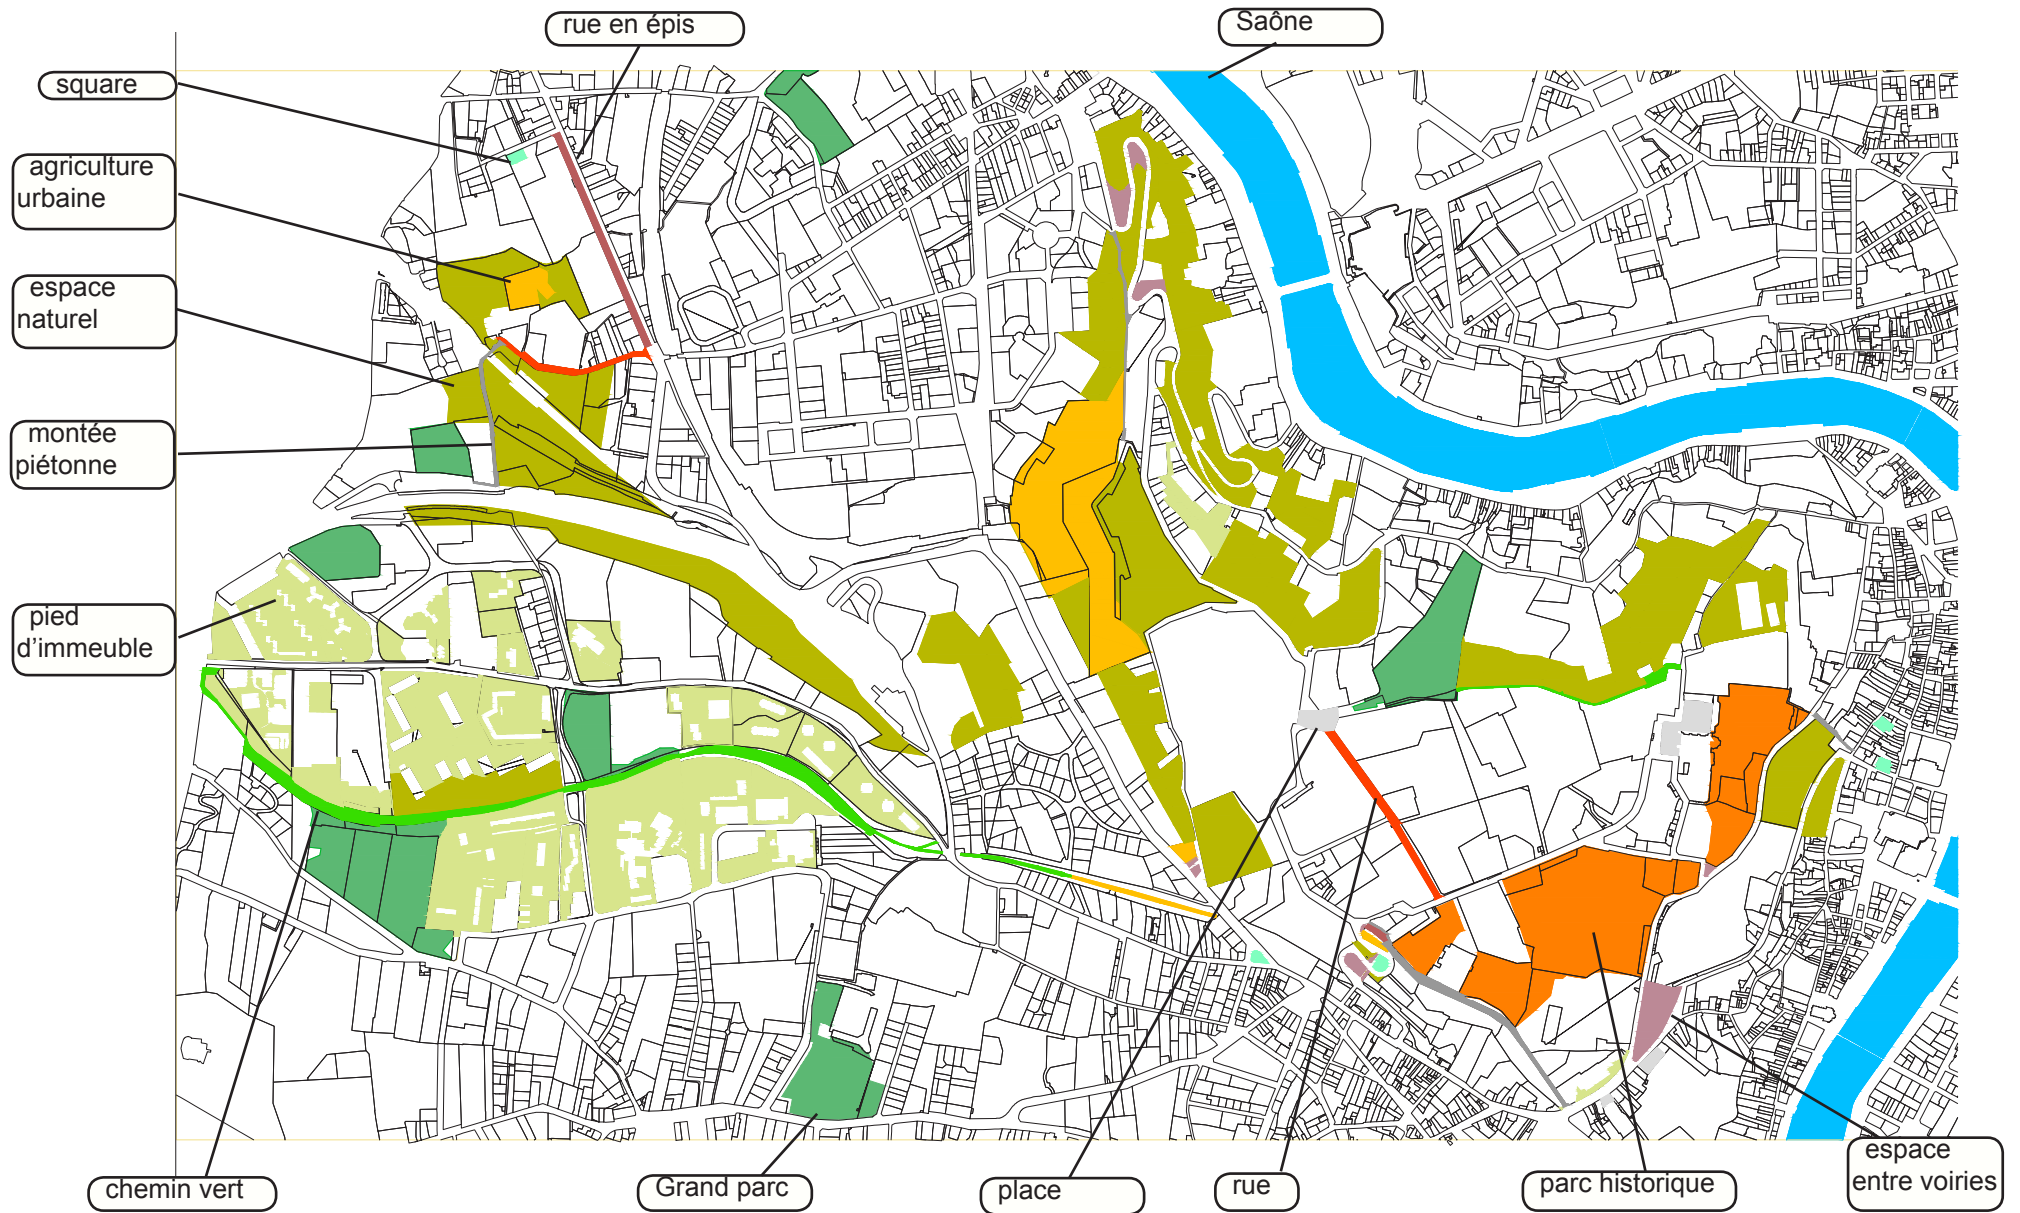 rue en épis
Saône
square
agriculture
urbaine
espace
naturel
montée
piétonne
pied
d'immeuble
chemin vert
Grand parc
place
rue
parc historique
espace
entre voiries